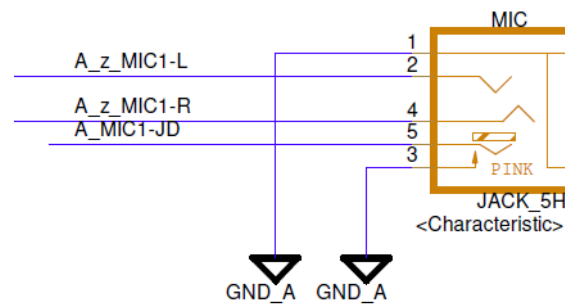 MIC
1
A_z_MIC1-L
2
A_z_MIC1-R
4
A_MIC1-JD
5
3
PINK
JACK_5H
<Characteristic>
GND_A
GND_A